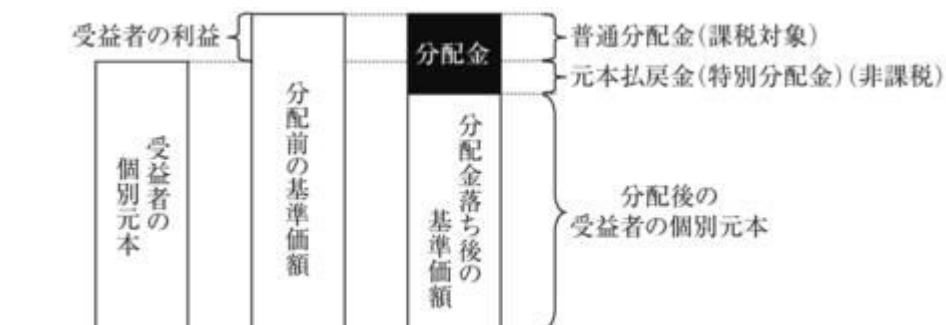 受益者の利益
分配金
普通分配金(課税対象)
元本払戻金(特別分配金)(非課税)
受益者の
個別元本
分配前の基準価額
分配金落ち後の
基準価額
分配後の
受益者の個別元本